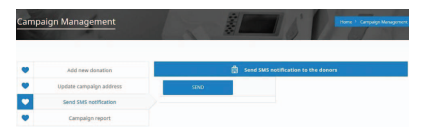 Campaign Management
Home
Campaign Management
Add new donation
Update campaign address
Send SMS notification
Campaign report
Send SMS notification to the donors
SEND